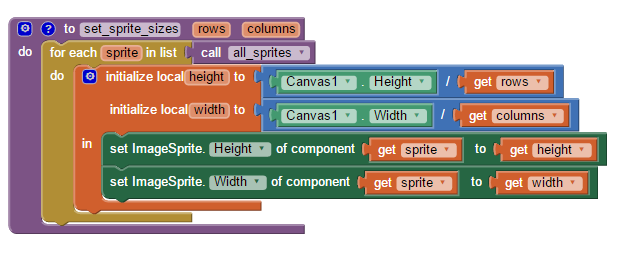 ? to set_sprite_sizes rows columns
do for each sprite in list call all_sprites
do initialize local height to Canvas1 . Height / get rows
initialize local width to Canvas1 . Width / get columns
in set ImageSprite. Height of component get sprite to get height
set ImageSprite. Width of component get sprite to get width